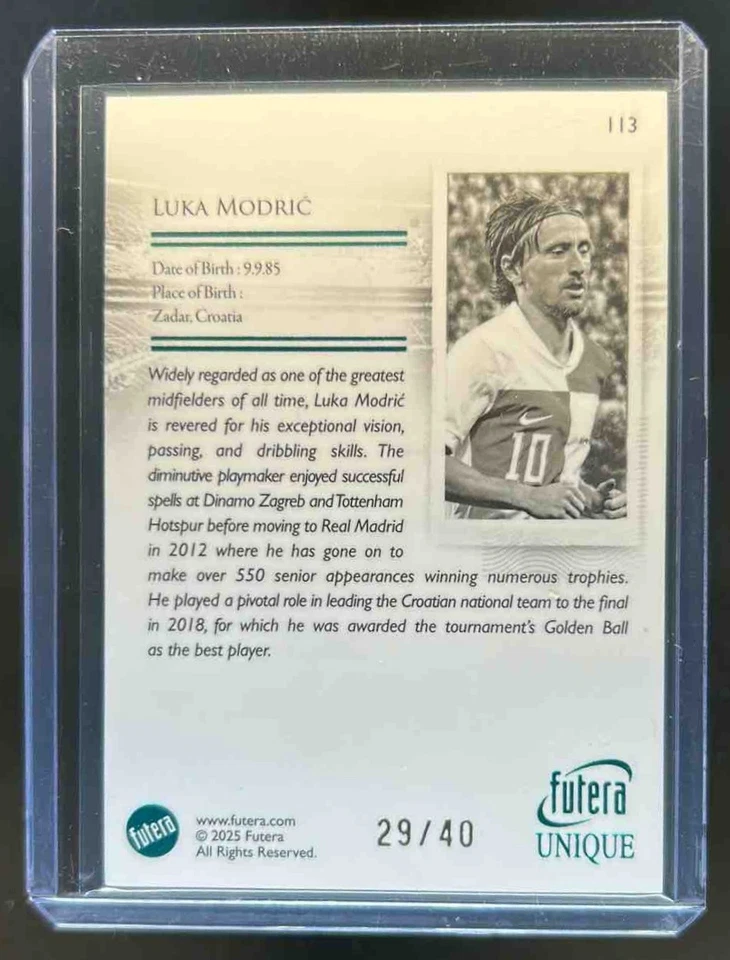 113
LUKA MODRIĆ
Date of Birth : 9.9.85
Place of Birth :
Zadar, Croatia
Widely regarded as one of the greatest
midfielders of all time, Luka Modrić
is revered for his exceptional vision,
passing, and dribbling skills. The
diminutive playmaker enjoyed successful
spells at Dinamo Zagreb and Tottenham
Hotspur before moving to Real Madrid
in 2012 where he has gone on to
make over 550 senior appearances winning numerous trophies.
He played a pivotal role in leading the Croatian national team to the final
in 2018, for which he was awarded the tournament's Golden Ball
as the best player.
10
futera
www.futera.com
© 2025 Futera
All Rights Reserved.
29/40
futera
UNIQUE